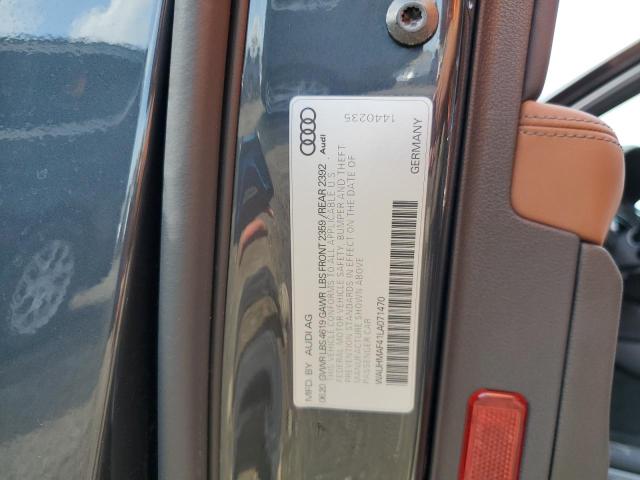 MFD. BY AUDI AG
06/20 GVWR LBS 4619 GAWR LBS FRONT 2359 / REAR 2392
THIS VEHICLE CONFORMS TO ALL APPLICABLE U.S.
FEDERAL MOTOR VEHICLE SAFETY, BUMPER AND THEFT
PREVENTION STANDARDS IN EFFECT ON THE DATE OF
MANUFACTURE SHOWN ABOVE
PASSENGER CAR
WAUHMAF41LA071470
Audi
1440235
GERMANY